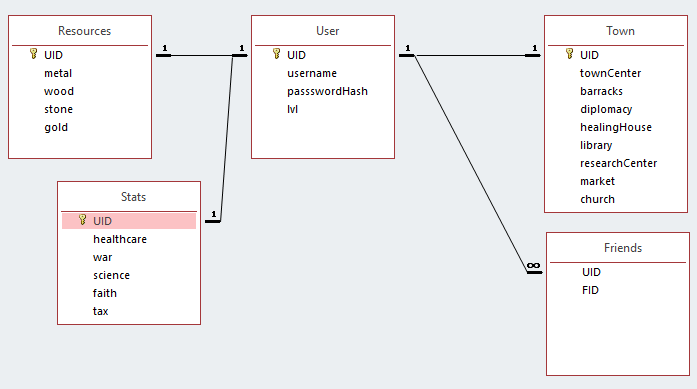 Resources
UID
metal
wood
stone
gold
1
1
User
UID
username
passswordHash
lvl
1
1
Town
UID
townCenter
barracks
diplomacy
healingHouse
library
researchCenter
market
church
Stats
UID
healthcare
war
science
faith
tax
1
∞
Friends
UID
FID